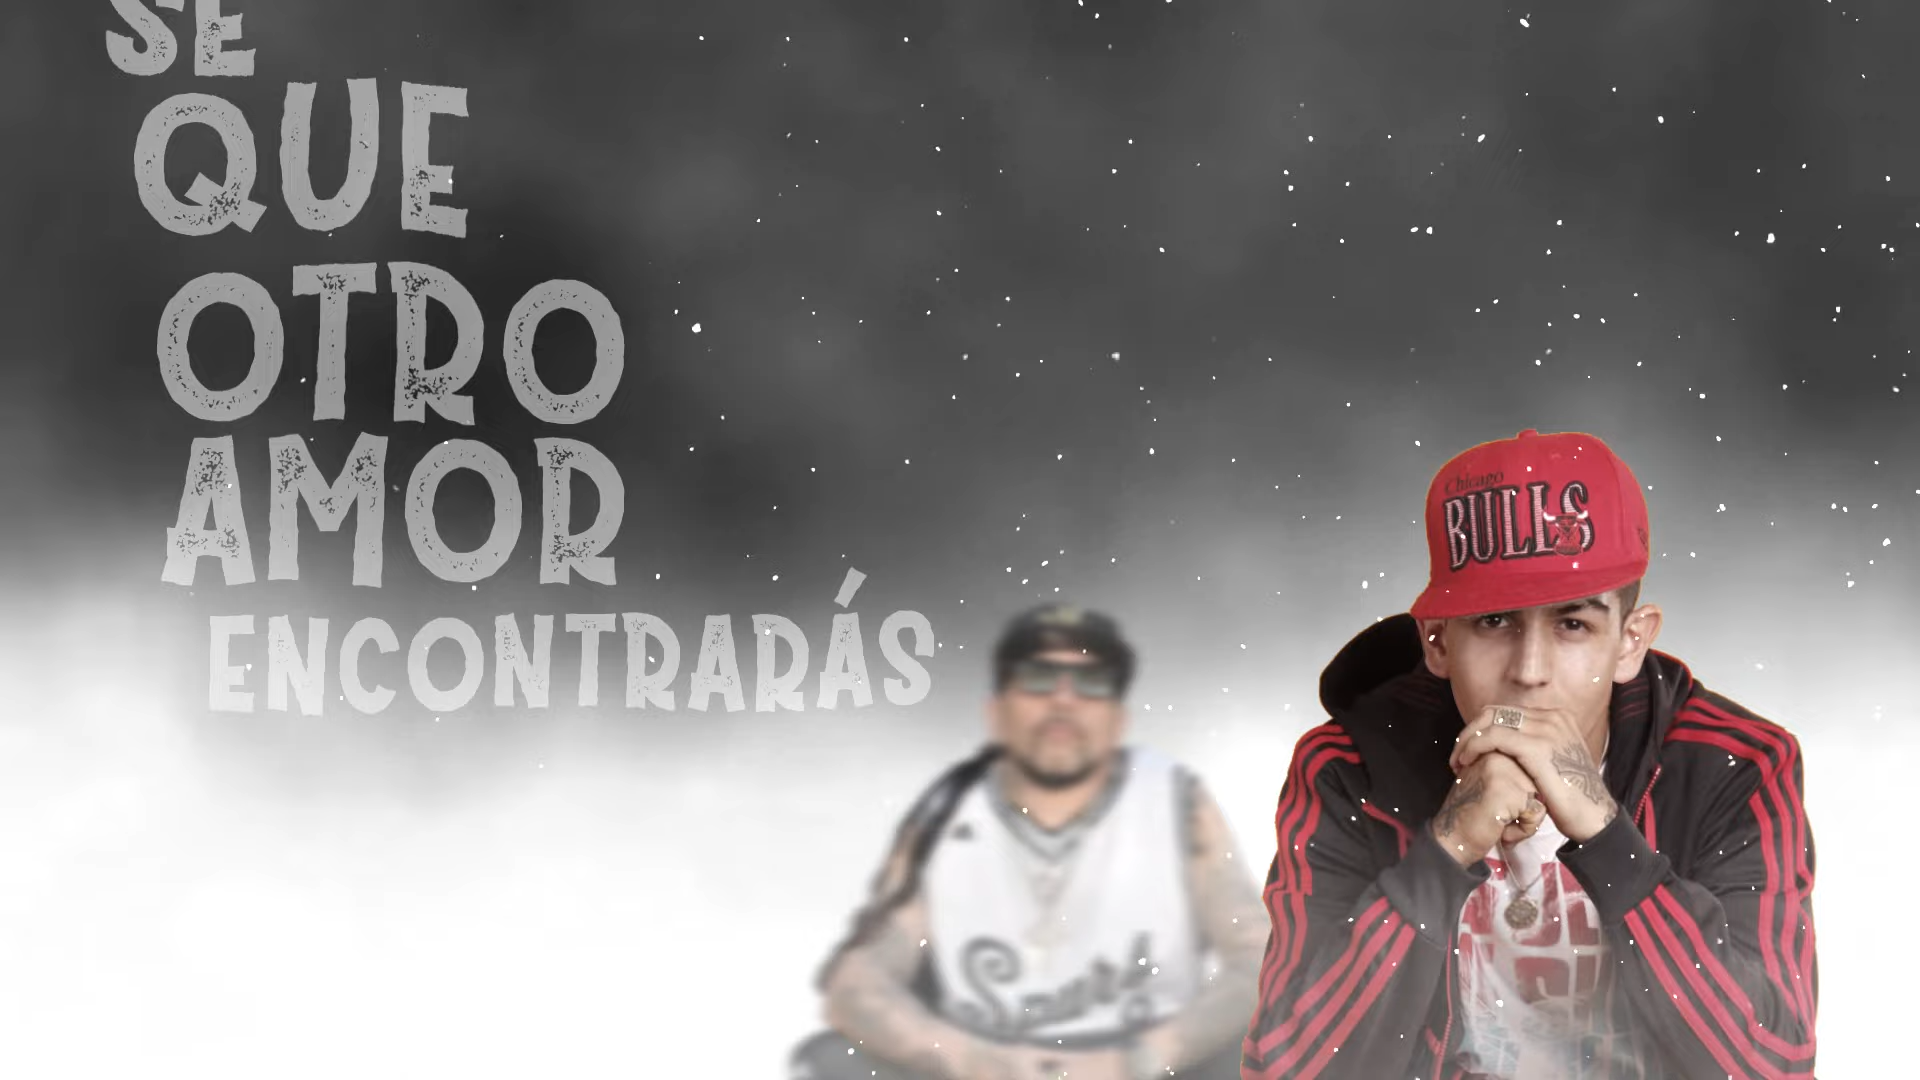 SE
QUE
OTRO
AMOR
ENCONTRARÁS
Chicago
BULLS